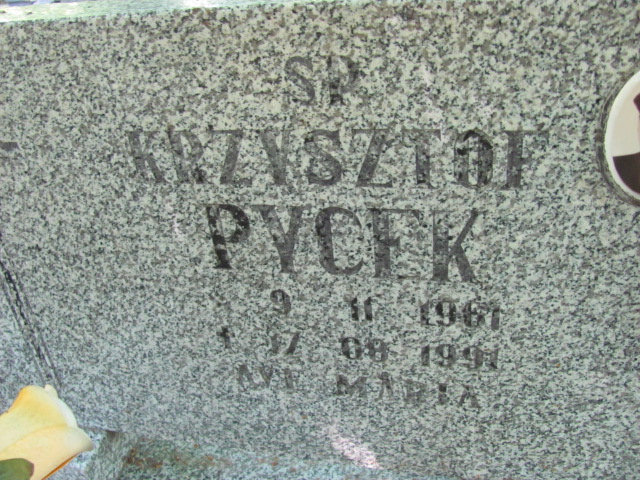 SP
KRZYSZTOF
PYCEK
9 11 1961
17 08 1991
AVE MARIA